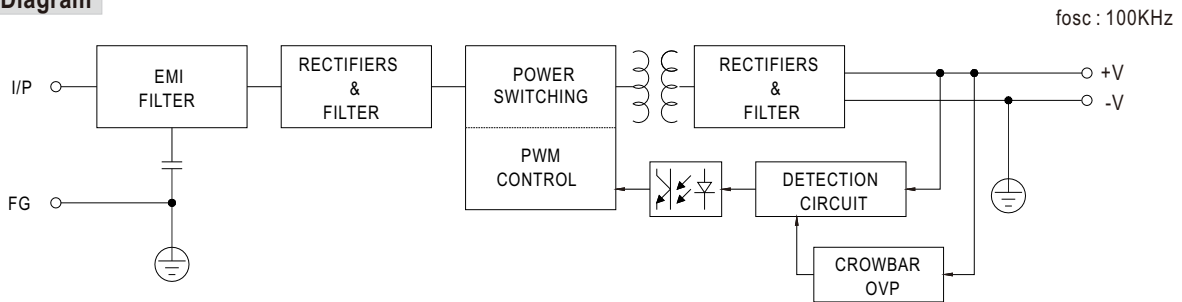 Diagram
fosc : 100KHz
I/P
EMI
FILTER
RECTIFIERS
&
FILTER
POWER
SWITCHING
PWM
CONTROL
RECTIFIERS
&
FILTER
+V
-V
DETECTION
CIRCUIT
FG
CROWBAR
OVP